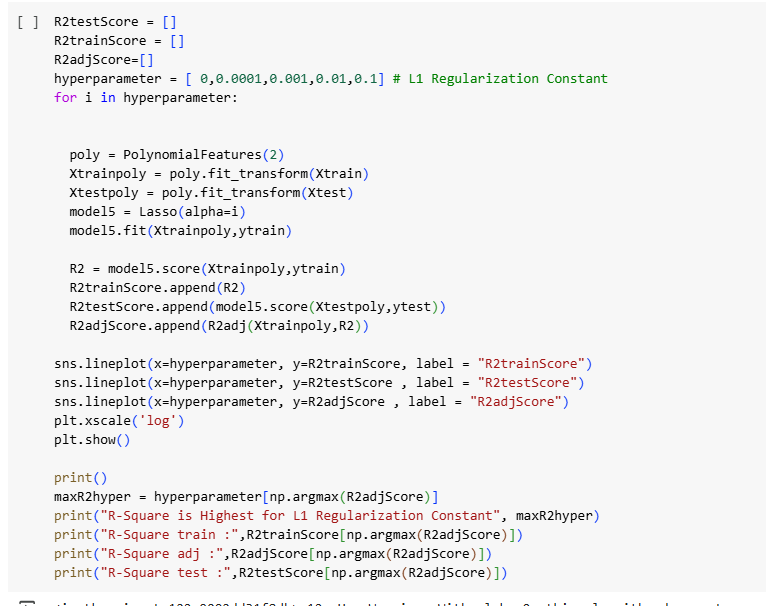 [ ] R2testScore = []
R2trainScore = []
R2adjScore=[]
hyperparameter = [ 0,0.0001,0.001,0.01,0.1] # L1 Regularization Constant
for i in hyperparameter:
poly = PolynomialFeatures(2)
Xtrainpoly = poly.fit_transform(Xtrain)
Xtestpoly = poly.fit_transform(Xtest)
model5 = Lasso(alpha=i)
model5.fit(Xtrainpoly,ytrain)
R2 = model5.score(Xtrainpoly,ytrain)
R2trainScore.append(R2)
R2testScore.append(model5.score(Xtestpoly,ytest))
R2adjScore.append(R2adj(Xtrainpoly,R2))
sns.lineplot(x=hyperparameter, y=R2trainScore, label = "R2trainScore")
sns.lineplot(x=hyperparameter, y=R2testScore , label = "R2testScore")
sns.lineplot(x=hyperparameter, y=R2adjScore , label = "R2adjScore")
plt.xscale('log')
plt.show()
print()
maxR2hyper = hyperparameter[np.argmax(R2adjScore)]
print("R-Square is Highest for L1 Regularization Constant", maxR2hyper)
print("R-Square train :",R2trainScore[np.argmax(R2adjScore)])
print("R-Square adj :",R2adjScore[np.argmax(R2adjScore)])
print("R-Square test :",R2testScore[np.argmax(R2adjScore)])